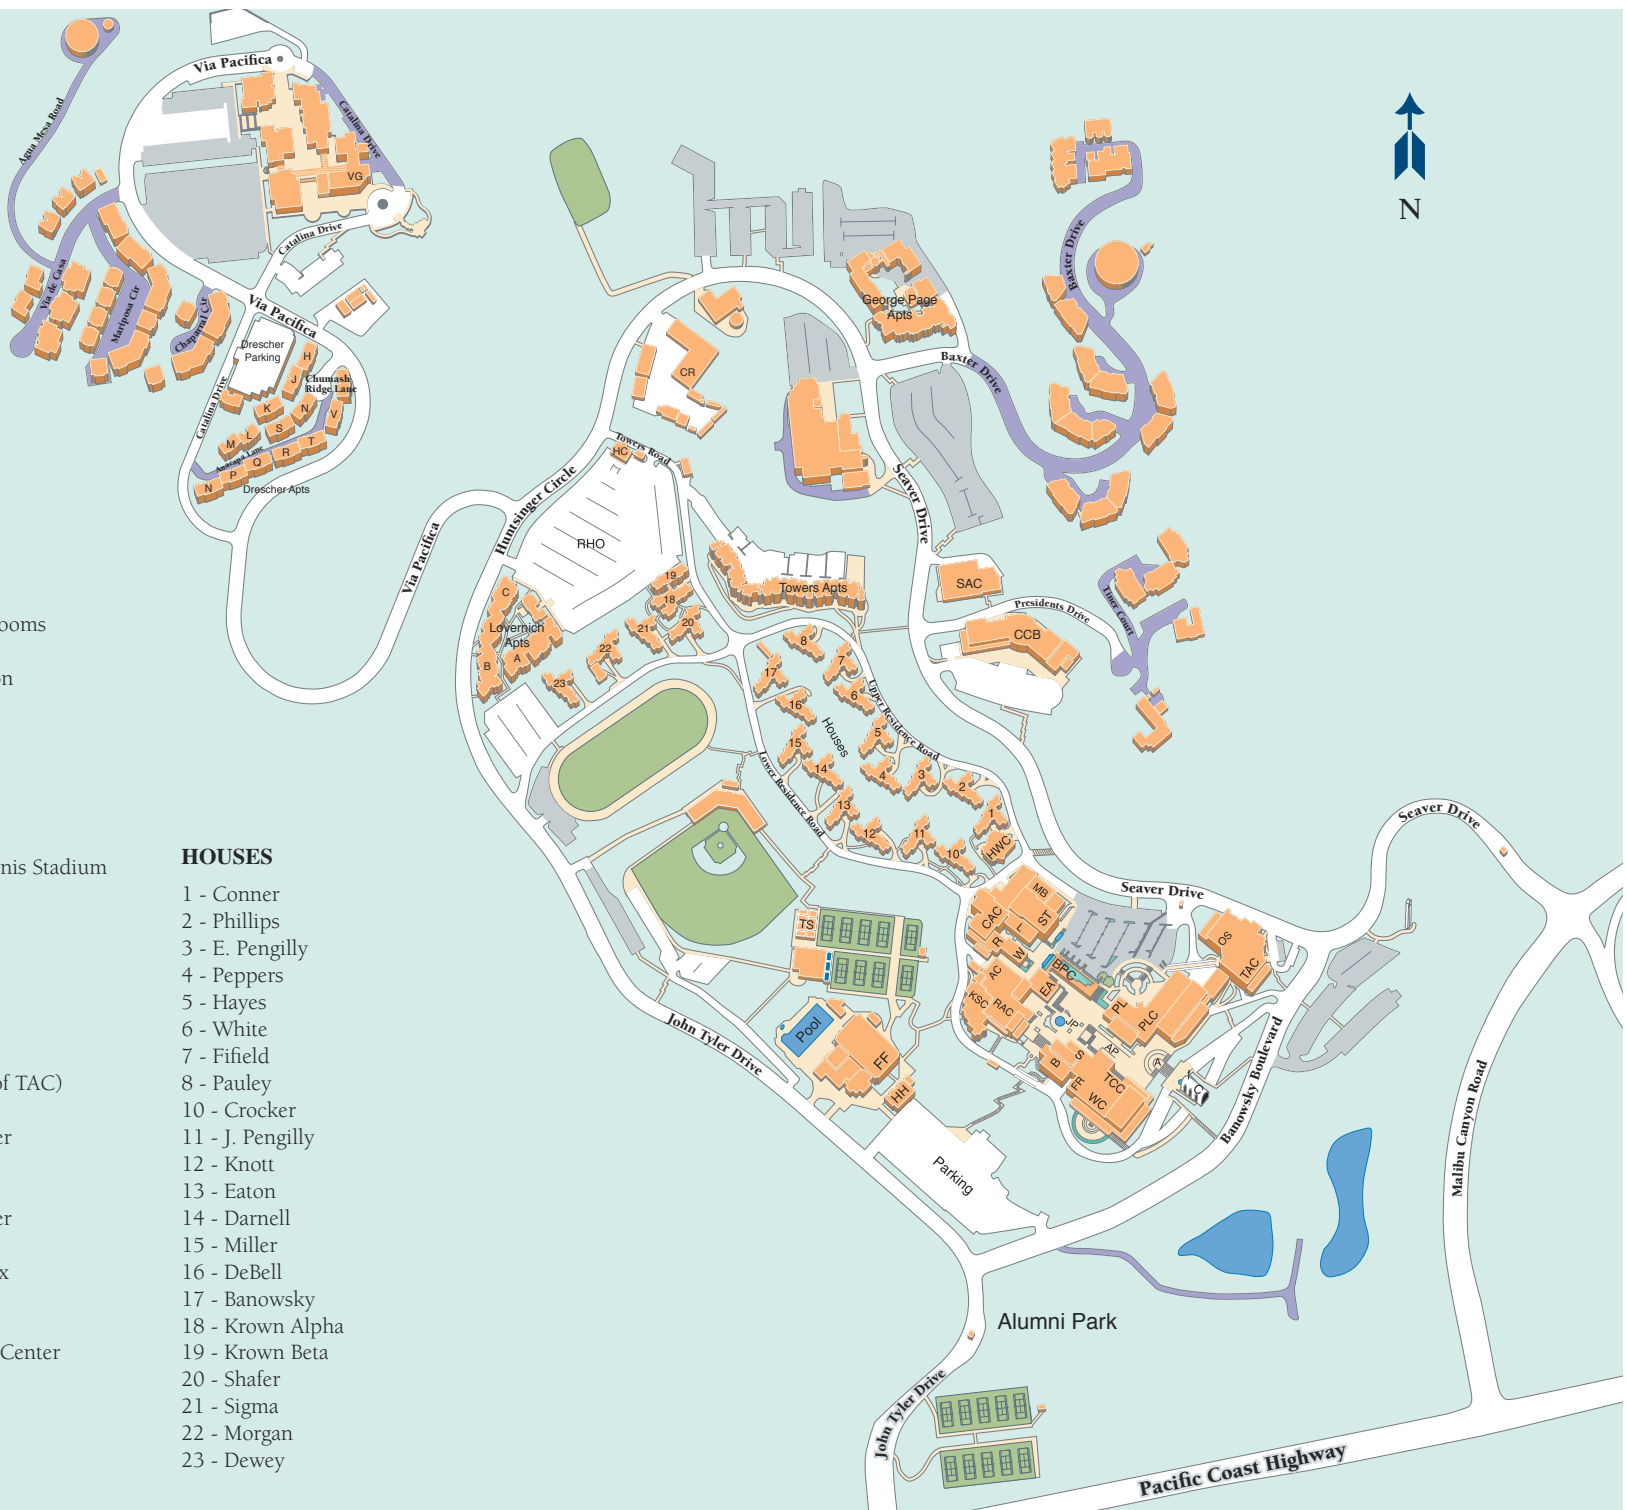 Via Pacifica
Agua Mesa Road
Catalina Drive
VG
Catalina Drive
N
Via de Casa
Mariposa Cir
Chaparral Cir
Via Pacifica
Drescher
Parking
H
J
Chumash
Ridge Lane
K
N
V
S
L
M
T
R
Q
P
N
Anacapa Lane
Catalina Drive
Drescher Apts
Via Pacifica
Huntsinger Circle
Towers Road
HC
RHO
CR
George Page
Apts
Baxter Drive
Baxter Drive
Seaver Drive
SAC
Presidents Drive
CCB
Tiner Court
Towers Apts
C
Lovernich
Apts
A
B
19
18
20
21
22
23
8
7
6
17
16
15
14
5
4
3
2
1
13
12
11
10
HWC
Houses
Upper Residence Road
Lower Residence Road
ooms
on
nis Stadium
of TAC)
er
er
x
Center
HOUSES
1 - Conner
2 - Phillips
3 - E. Pengilly
4 - Peppers
5 - Hayes
6 - White
7 - Fifield
8 - Pauley
10 - Crocker
11 - J. Pengilly
12 - Knott
13 - Eaton
14 - Darnell
15 - Miller
16 - DeBell
17 - Banowsky
18 - Krown Alpha
19 - Krown Beta
20 - Shafer
21 - Sigma
22 - Morgan
23 - Dewey
MB
CAC
ST
L
R
W
AC
BPC
EA
KSC
RAC
JP
PL
PLC
AP
A
B
S
FR
TCC
WC
OS
TAC
TS
Pool
FF
HH
Parking
Seaver Drive
Seaver Drive
John Tyler Drive
Banowsky Boulevard
Malibu Canyon Road
Alumni Park
John Tyler Drive
Pacific Coast Highway